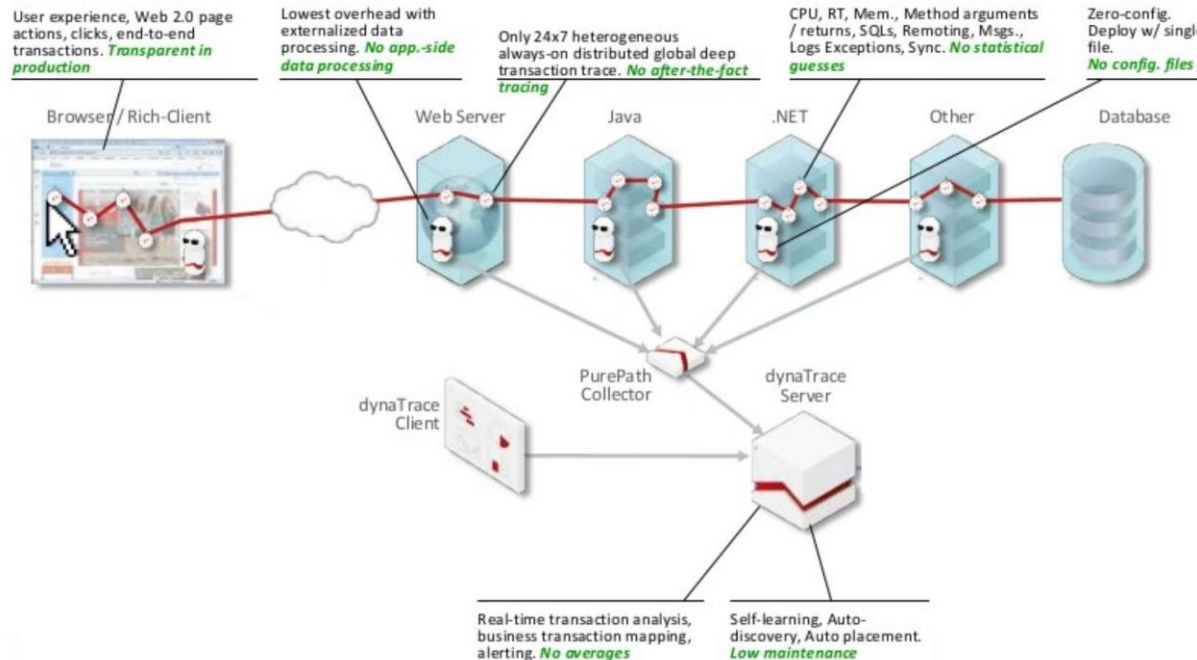 User experience, Web 2.0 page
actions, clicks, end-to-end
transactions. Transparent in
production
Lowest overhead with
externalized data
processing. No app.-side
data processing
Only 24x7 heterogeneous
always-on distributed global deep
transaction trace. No after-the-fact
tracing
CPU, RT, Mem., Method arguments
/ returns, SQLs, Remoting, Msgs.,
Logs Exceptions, Sync. No statistical
guesses
Zero-config.
Deploy w/ single
file.
No config. files
Browser / Rich-Client
Web Server
Java
.NET
Other
Database
PurePath
Collector
dynaTrace
Server
dynaTrace
Client
Real-time transaction analysis,
business transaction mapping,
alerting. No averages
Self-learning, Auto-
discovery, Auto placement.
Low maintenance